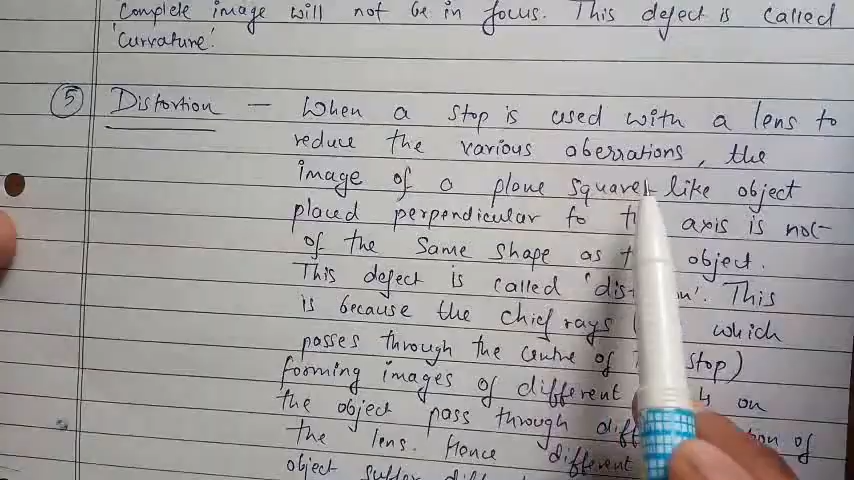 Complete image will not be in focus. This defect is called
'Curvature'.
5 Distortion — When a stop is used with a lens to
reduce the various aberrations, the
image of a plane square-like object
placed perpendicular to axis is not
of the same shape as object.
This defect is called This
is because the chief rays which
passes through the centre of stop)
forming images of different on
the object pass through of
the lens. Hence different
object suffer